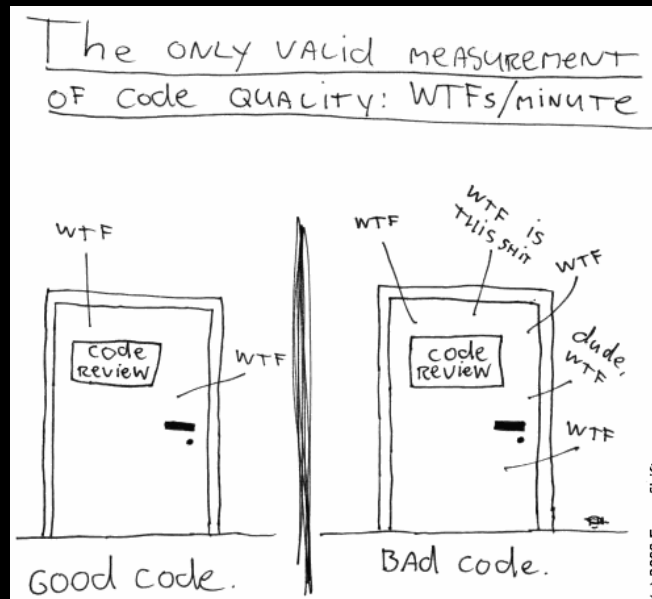 The ONLY VALid MEASUREMENT
OF code QUALITY: WTFs/MINUTE
WTF
code
REVIEW
WTF
GOOD code.
WTF
WTF is
THIS SHIT
WTF
code
REVIEW
dude,
WTF
WTF
BAd code.